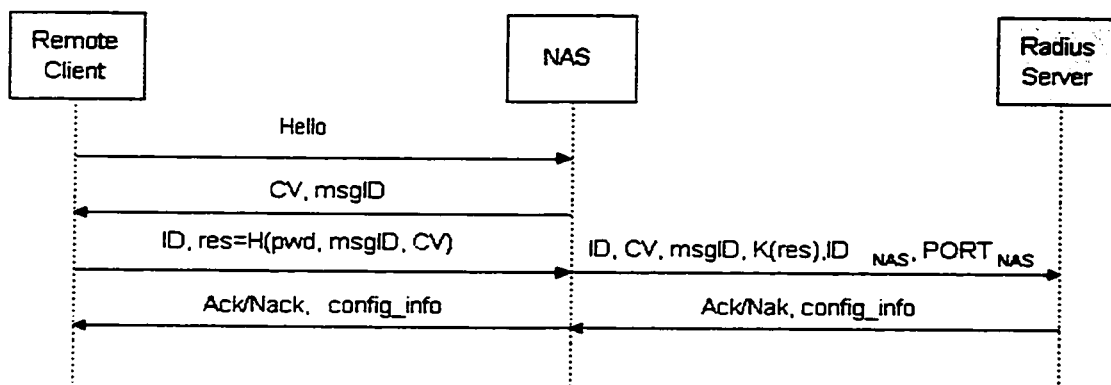 Remote
Client
NAS
Radius
Server
Hello
CV, msgID
ID, res=H(pwd, msgID, CV)
ID, CV, msgID, K(res),ID NAS, PORT NAS
Ack/Nack, config_info
Ack/Nak, config_info